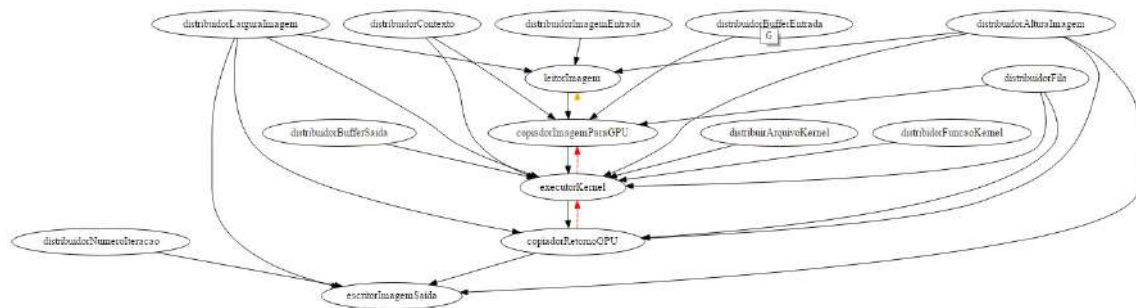 distribuidorLarguraImagem
distribuidorContexto
distribuidorImagemEntrada
distribuidorBufferEntrada
distribuidorAlturaImagem
G
leitorImagem
distribuidorFila
distribuidorBufferSaida
copiadorImagemParaGPU
distribuirArquivoKernel
distribidorFuncaoKernel
executorKernel
distribuidorNumeroIteracao
copiadorRetornoGPU
escritorImagemSaida